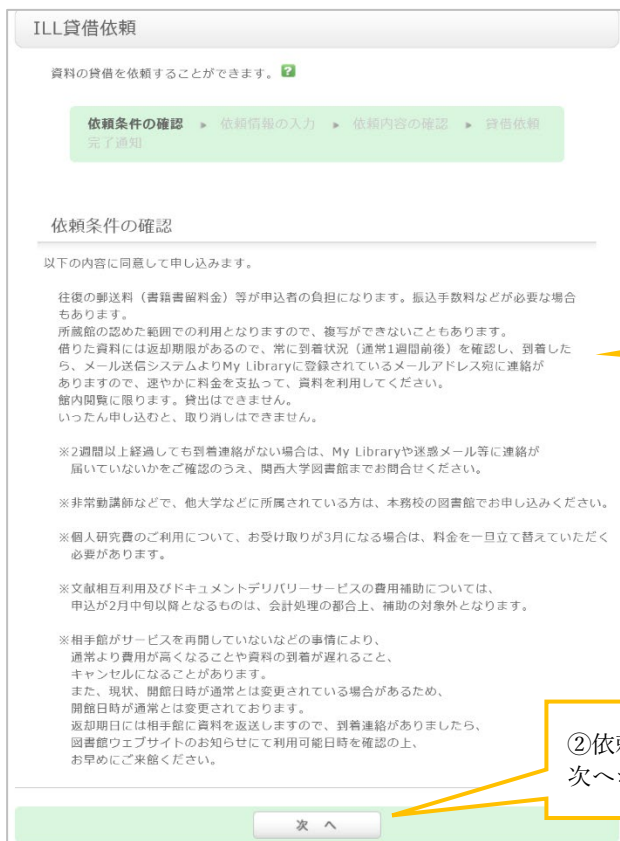 ILL貸借依頼
資料の貸借を依頼することができます。?
依頼条件の確認 ▶ 依頼情報の入力 ▶ 依頼内容の確認 ▶ 貸借依頼
完了通知
依頼条件の確認
以下の内容に同意して申し込みます。
往復の郵送料（書籍書留料金）等が申込者の負担になります。振込手数料などが必要な場合
もあります。
所蔵館の認めた範囲での利用となりますので、複写ができないこともあります。
借りた資料には返却期限があるので、常に到着状況（通常1週間前後）を確認し、到着した
ら、メール送信システムよりMy Libraryに登録されているメールアドレス宛に連絡が
ありますので、速やかに料金を支払って、資料を利用してください。
館内閲覧に限ります。貸出はできません。
いったん申し込むと、取り消しはできません。
※2週間以上経過しても到着連絡がない場合は、My Libraryや迷惑メール等に連絡が
届いていないかをご確認のうえ、関西大学図書館までお問合せください。
※非常勤講師などで、他大学などに所属されている方は、本務校の図書館でお申し込みください。
※個人研究費のご利用について、お受け取りが3月になる場合は、料金を一旦立て替えていただく
必要があります。
※文献相互利用及びドキュメントデリバリーサービスの費用補助については、
申込が2月中旬以降となるものは、会計処理の都合上、補助の対象外となります。
※相手館がサービスを再開していないなどの事情により、
通常より費用が高くなることや資料の到着が遅れること、
キャンセルになることがあります。
また、現状、開館日時が通常とは変更されている場合があるため、
開館日時が通常とは変更されております。
返却期日には相手館に資料を返送しますので、到着連絡がありましたら、
図書館ウェブサイトのお知らせにて利用可能日時を確認の上、
お早めにご来館ください。
②依
次へ
次 へ